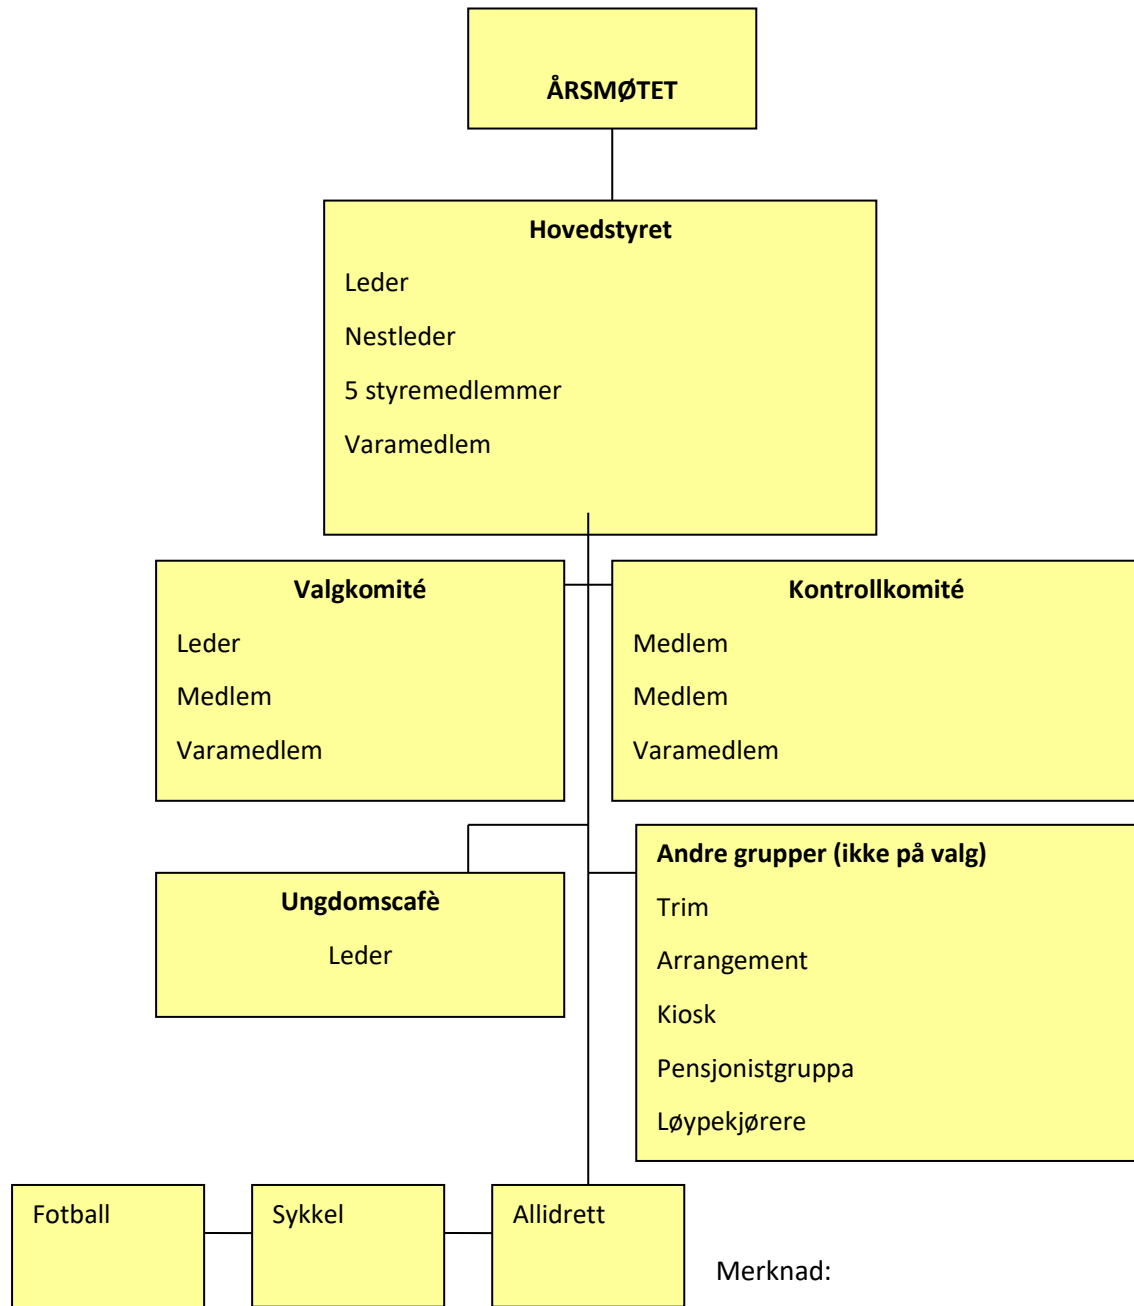 ÅRSMØTET
Hovedstyret
Leder
Nestleder
5 styremedlemmer
Varamedlem
Valgkomité
Leder
Medlem
Varamedlem
Kontrollkomité
Medlem
Medlem
Varamedlem
Ungdomscafè
Leder
Andre grupper (ikke på valg)
Trim
Arrangement
Kiosk
Pensjonistgruppa
Løypekjørere
Fotball
Sykkel
Allidrett
Merknad: